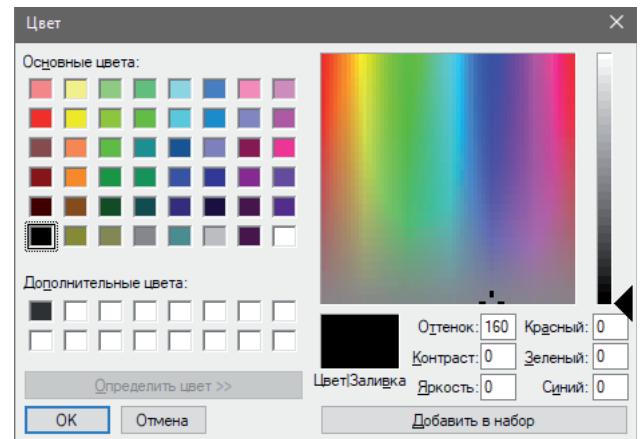 Цвет
Основные цвета:
Дополнительные цвета:
Определить цвет >>
OK
Отмена
Цвет|Заливка
Оттенок: 160
Контраст: 0
Яркость: 0
Красный: 0
Зеленый: 0
Синий: 0
Добавить в набор